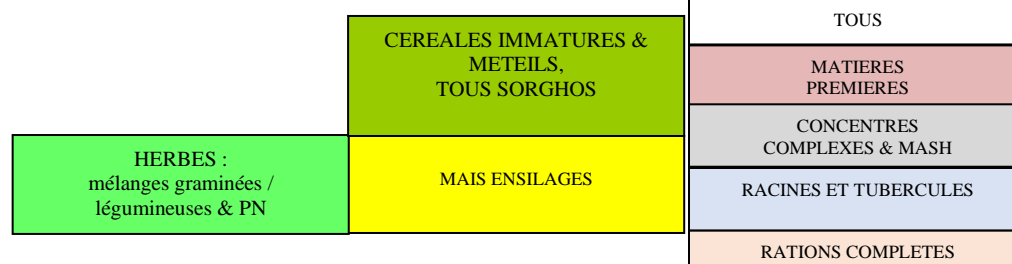 HERBES :
mélanges graminées /
légumineuses & PN
CEREALES IMMATURES &
METEILS,
TOUS SORGHOS
MAIS ENSILAGES
TOUS
MATIERES
PREMIERES
CONCENTRES
COMPLEXES & MASH
RACINES ET TUBERCULES
RATIONS COMPLETES